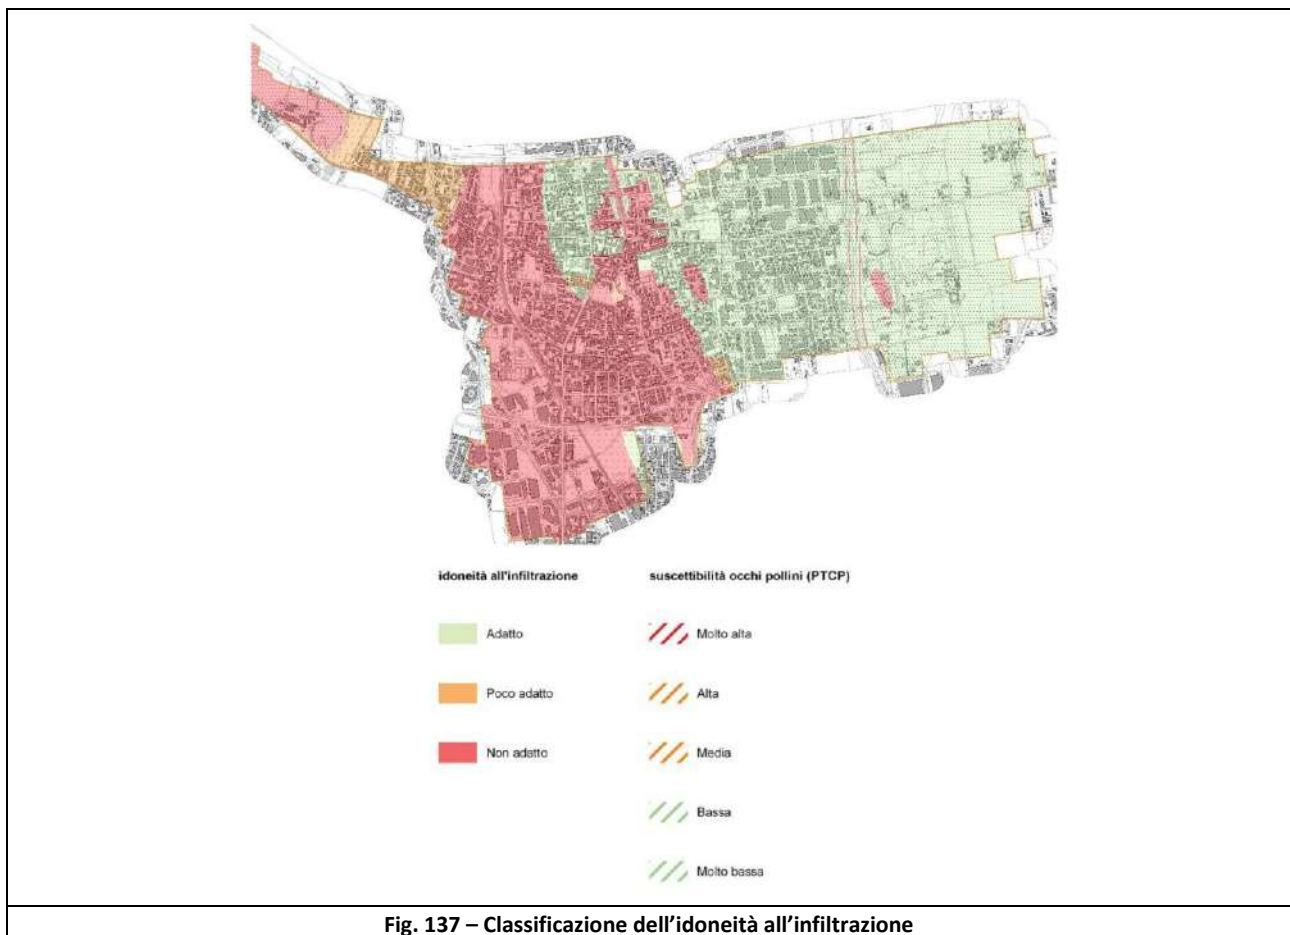 idoneità all'infiltrazione
Adatto
Poco adatto
Non adatto
suscettibilità occhi pollini (PTCP)
Molto alta
Alta
Media
Bassa
Molto bassa
Fig. 137 – Classificazione dell'idoneità all'infiltrazione